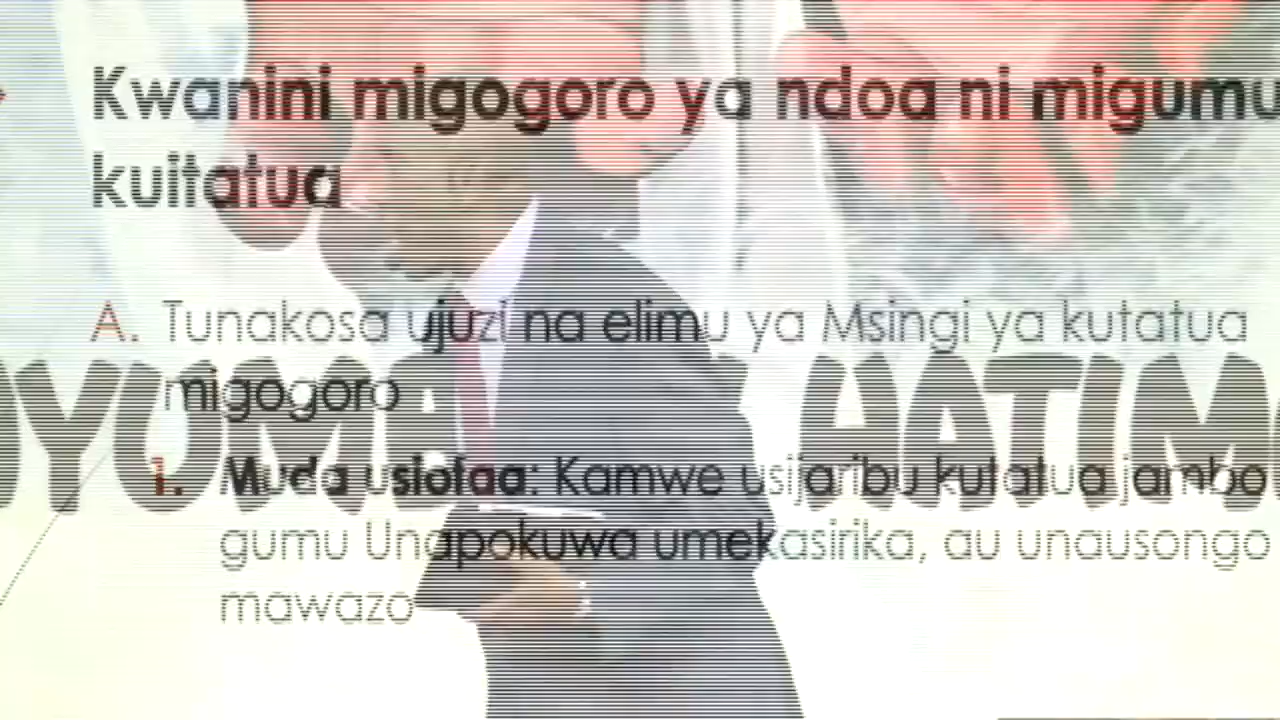 Kwanini migogoro ya ndoa ni migumu
kuitatua
A. Tunakosa ujuzi na elimu ya Msingi ya kutatua
migogoro
HATIM
1. Muda usiofaa: Kamwe usijaribu kutatua jambo
gumu Unapokuwa umekasirika, au unausongo
mawazo